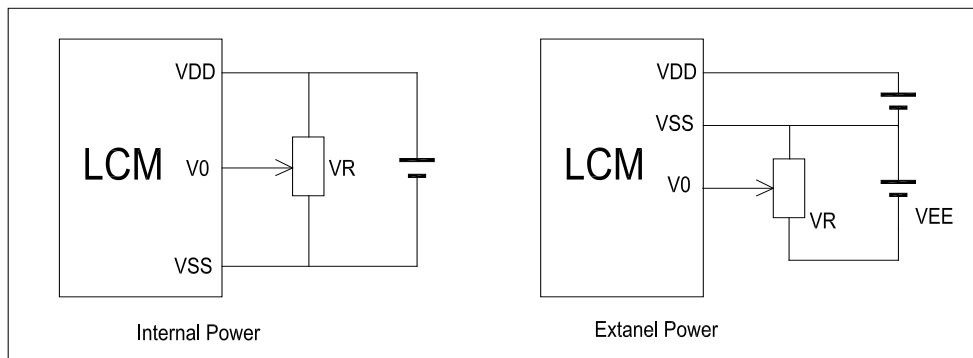 VDD
LCM
V0
VR
VSS
Internal Power
VDD
VSS
LCM
V0
VR
VEE
Extanel Power